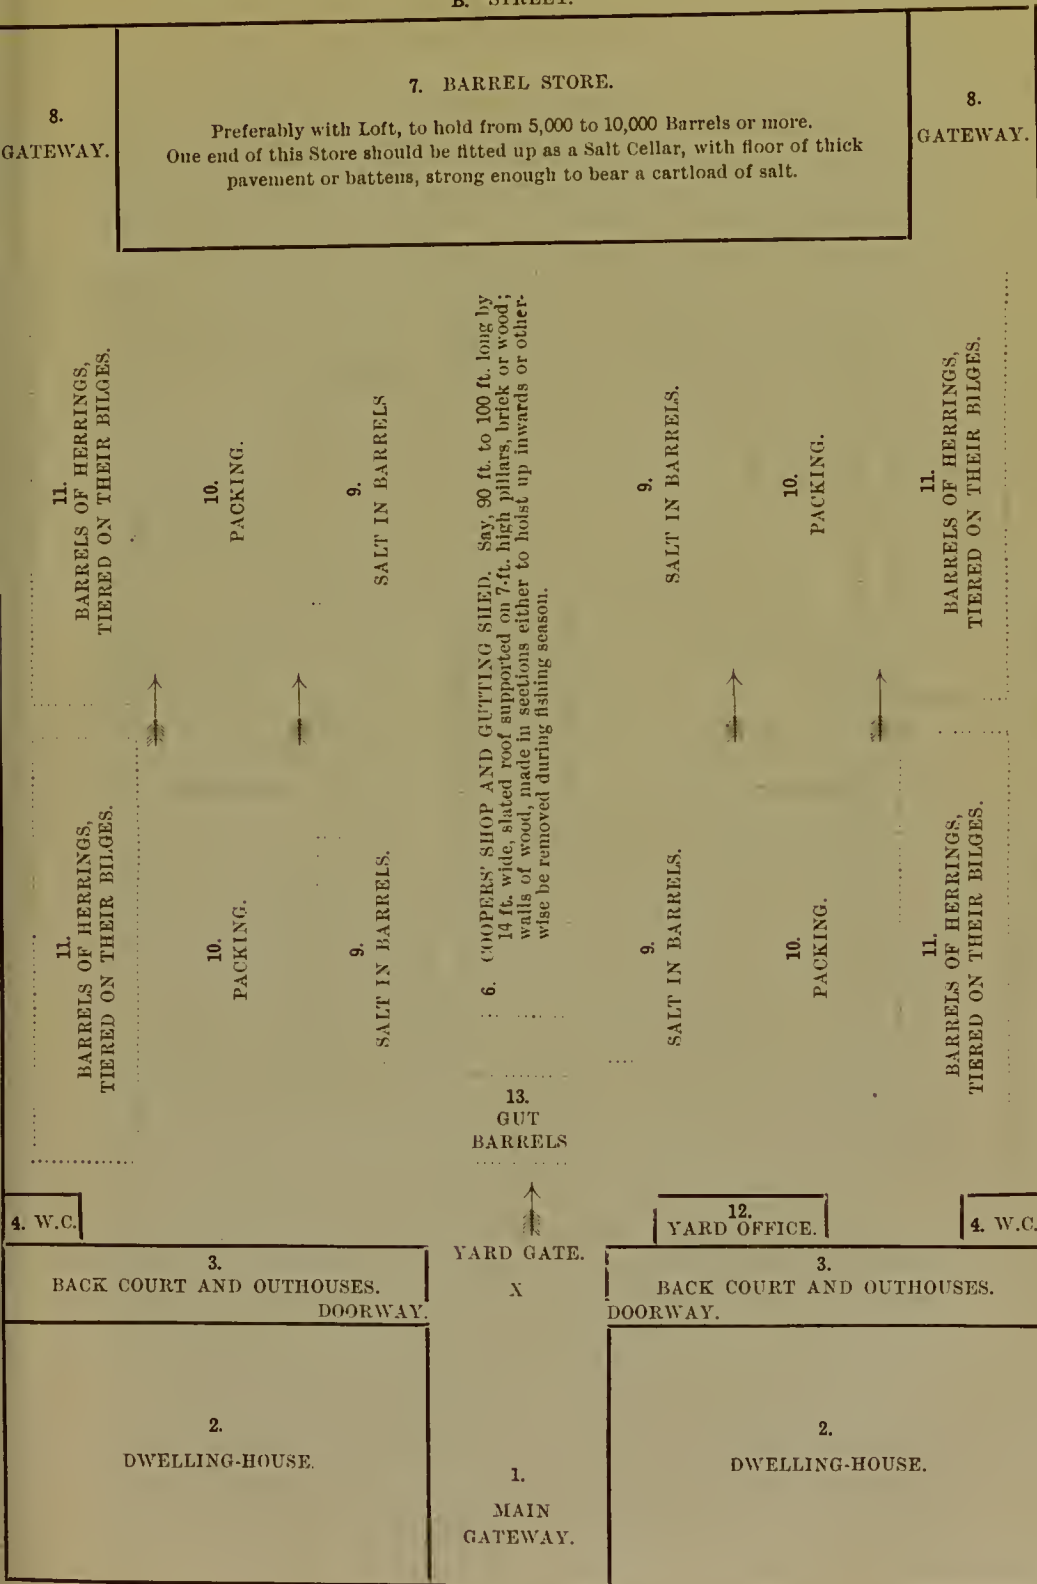 B. STREET.
8.
GATEWAY.
7. BARREL STORE.
Preferably with Loft, to hold from 5,000 to 10,000 Barrels or more.
One end of this Store should be fitted up as a Salt Cellar, with floor of thick
pavement or battens, strong enough to bear a cartload of salt.
8.
GATEWAY.
11.
BARRELS OF HERRINGS,
TIERED ON THEIR BILGES.
10.
PACKING.
9.
SALT IN BARRELS
6. COOPERS' SHOP AND GUTTING SHED. Say, 90 ft. to 100 ft. long by
14 ft. wide, slated roof supported on 7-ft. high pillars, brick or wood;
walls of wood, made in sections either to hoist up inwards or other-
wise be removed during fishing season.
9.
SALT IN BARRELS.
10.
PACKING.
11.
BARRELS OF HERRINGS,
TIERED ON THEIR BILGES.
11.
BARRELS OF HERRINGS,
TIERED ON THEIR BILGES.
10.
PACKING.
9.
SALT IN BARRELS.
9.
SALT IN BARRELS.
10.
PACKING.
11.
BARRELS OF HERRINGS,
TIERED ON THEIR BILGES.
13.
GUT
BARRELS
4. W.C.
12.
YARD OFFICE.
4. W.C.
YARD GATE.
X
3.
BACK COURT AND OUTHOUSES.
DOORWAY.
3.
BACK COURT AND OUTHOUSES.
DOORWAY.
2.
DWELLING-HOUSE.
1.
MAIN
GATEWAY.
2.
DWELLING-HOUSE.